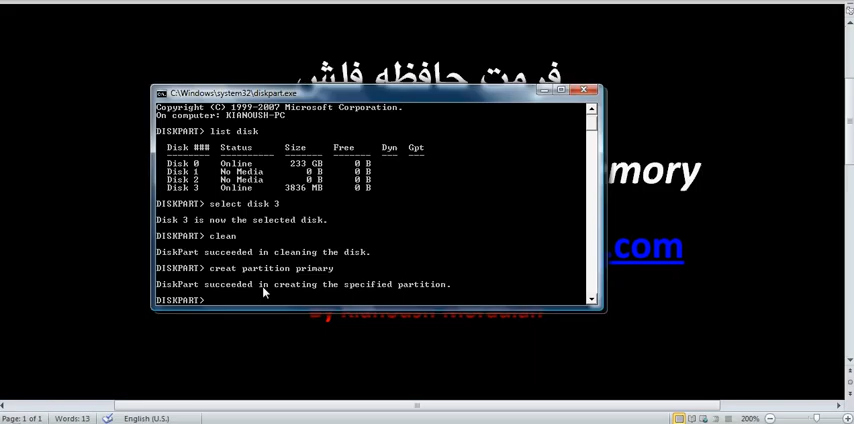 فرمت حافظه فلش
C:\Windows\system32\diskpart.exe
Copyright (C) 1999-2007 Microsoft Corporation.
On computer: KIANOUSH-PC
DISKPART> list disk
Disk ### Status Size Free Dyn Gpt
Disk 0 Online 233 GB 0 B
Disk 1 No Media 0 B 0 B
Disk 2 No Media 0 B 0 B
Disk 3 Online 3836 MB 0 B
DISKPART> select disk 3
Disk 3 is now the selected disk.
DISKPART> clean
DiskPart succeeded in cleaning the disk.
DISKPART> creat partition primary
DiskPart succeeded in creating the specified partition.
DISKPART>
mory
.com
Page: 1 of 1 Words: 13 English (U.S.) 200%